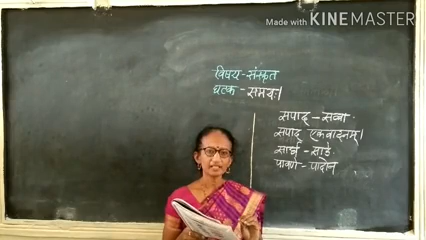 Made with KINEMASTER
विषय - संस्कृत
घटक - समयः।
सपाद - सव्वा
सपाद एकवादनम्।
सार्ध - साडे
पावणे - पादोन